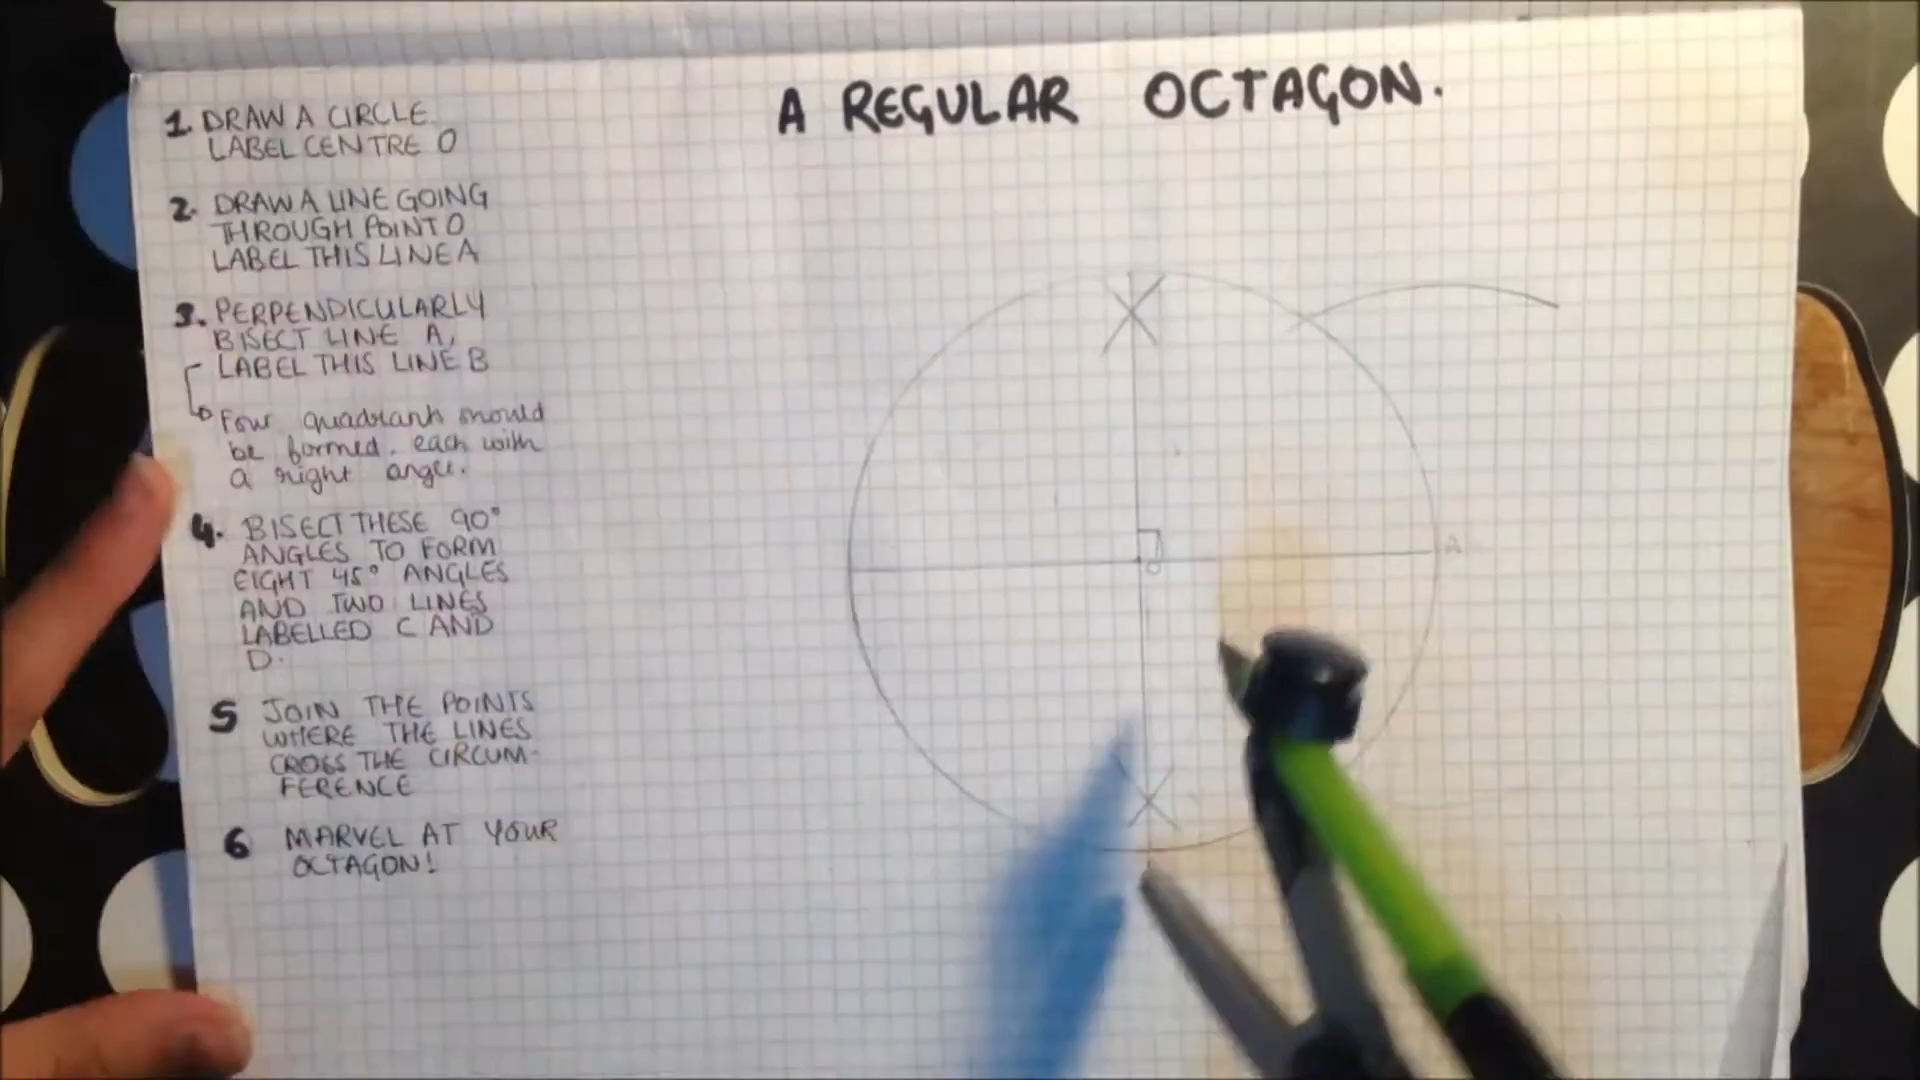 A REGULAR OCTAGON.
1. DRAW A CIRCLE.
LABEL CENTRE O
2. DRAW A LINE GOING
THROUGH POINT O
LABEL THIS LINE A
3. PERPENDICULARLY
BISECT LINE A,
LABEL THIS LINE B
Four quadrants should
be formed, each with
a right angle.
4. BISECT THESE 90°
ANGLES TO FORM
EIGHT 45° ANGLES
AND TWO LINES
LABELLED C AND
D.
5 JOIN THE POINTS
WHERE THE LINES
CROSS THE CIRCUM-
FERENCE
6 MARVEL AT YOUR
OCTAGON!
A
O